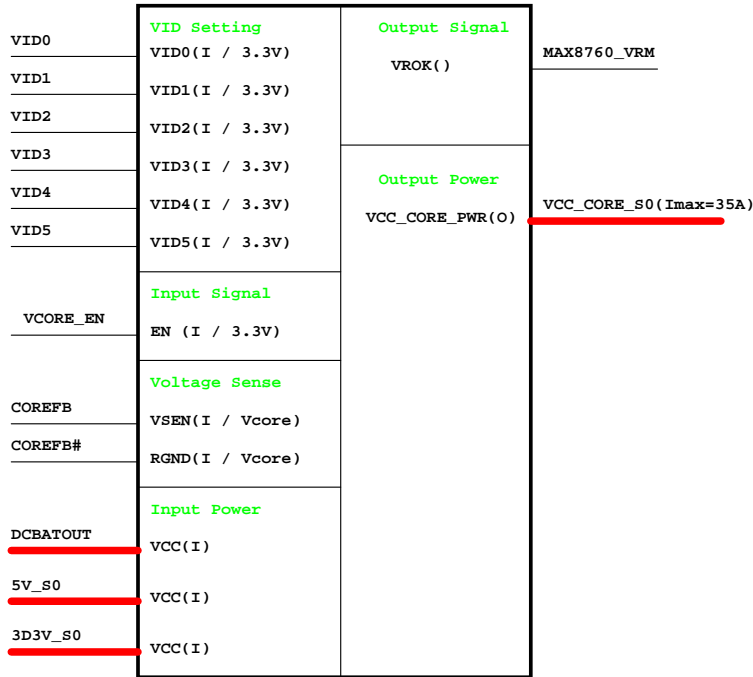 VID0
VID1
VID2
VID3
VID4
VID5
VCORE_EN
COREFB
COREFB#
DCBATOUT
5V_S0
3D3V_S0
VID Setting
VID0(I / 3.3V)
VID1(I / 3.3V)
VID2(I / 3.3V)
VID3(I / 3.3V)
VID4(I / 3.3V)
VID5(I / 3.3V)
Input Signal
EN (I / 3.3V)
Voltage Sense
VSEN(I / Vcore)
RGND(I / Vcore)
Input Power
VCC(I)
VCC(I)
VCC(I)
Output Signal
VROK()
Output Power
VCC_CORE_PWR(O)
MAX8760_VRM
VCC_CORE_S0(Imax=35A)